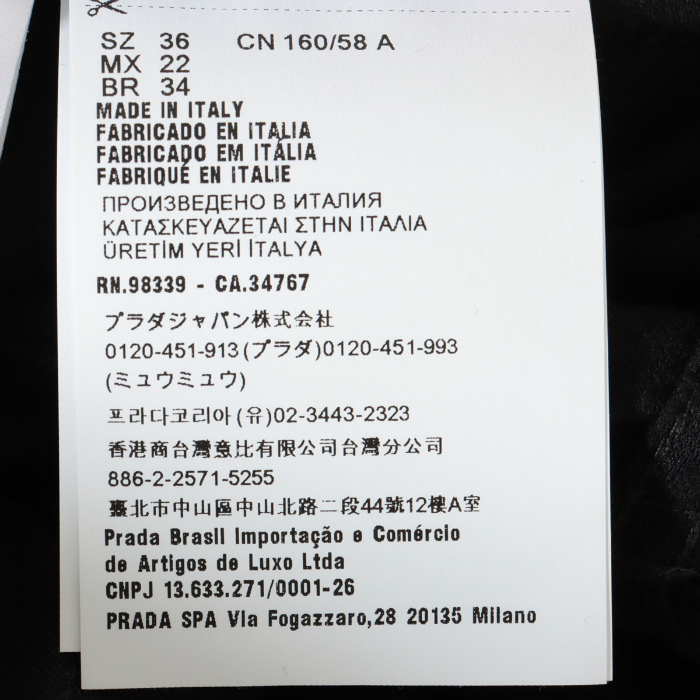 SZ 36 CN 160/58 A
MX 22
BR 34
MADE IN ITALY
FABRICADO EN ITALIA
FABRICADO EM ITÁLIA
FABRIQUÉ EN ITALIE
ПРОИЗВЕДЕНО В ИТАЛИЯ
ΚΑΤΑΣΚΕΥΑΖΕΤΑΙ ΣΤΗΝ ΙΤΑΛΙΑ
ÜRETİM YERİ İTALYA
RN.98339 - CA.34767
プラダジャパン株式会社
0120-451-913(プラダ)0120-451-993
(ミュウミュウ)
프라다코리아(유)02-3443-2323
香港商台灣意比有限公司台灣分公司
886-2-2571-5255
臺北市中山區中山北路二段44號12樓A室
Prada Brasil Importação e Comércio
de Artigos de Luxo Ltda
CNPJ 13.633.271/0001-26
PRADA SPA Via Fogazzaro,28 20135 Milano